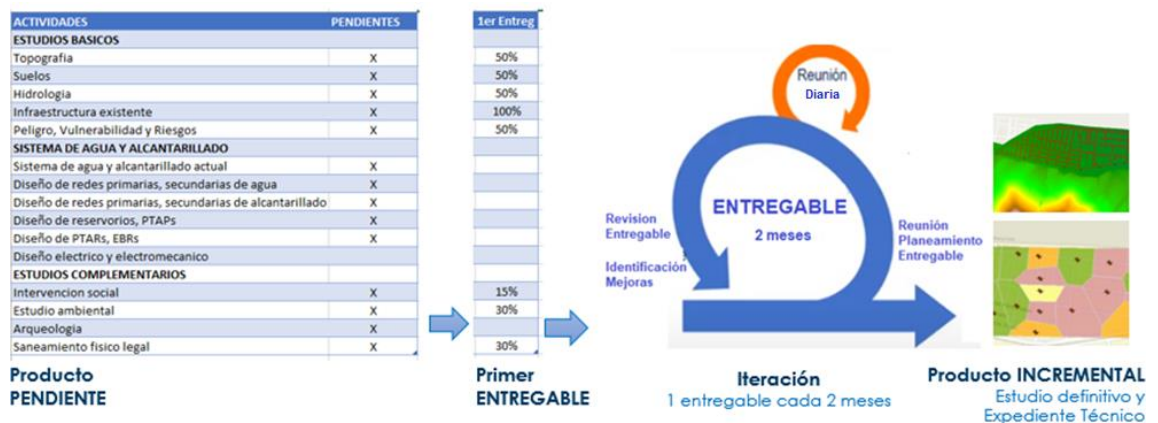 ACTIVIDADES PENDIENTES
ESTUDIOS BASICOS
Topografia X
Suelos X
Hidrologia X
Infraestructura existente X
Peligro, Vulnerabilidad y Riesgos X
SISTEMA DE AGUA Y ALCANTARILLADO
Sistema de agua y alcantarillado actual X
Diseño de redes primarias, secundarias de agua X
Diseño de redes primarias, secundarias de alcantarillado X
Diseño de reservorios, PTAPs X
Diseño de PTARs, EBRs X
Diseño electrico y electromecanico
ESTUDIOS COMPLEMENTARIOS
Intervencion social X
Estudio ambiental X
Arqueologia X
Saneamiento fisico legal X
Producto
PENDIENTE
1er Entreg
50%
50%
50%
100%
50%
15%
30%
30%
Primer
ENTREGABLE
Reunión
Diaria
ENTREGABLE
2 meses
Revision
Entregable
Identificación
Mejoras
Reunión
Planeamiento
Entregable
Iteración
1 entregable cada 2 meses
Producto INCREMENTAL
Estudio definitivo y
Expediente Técnico